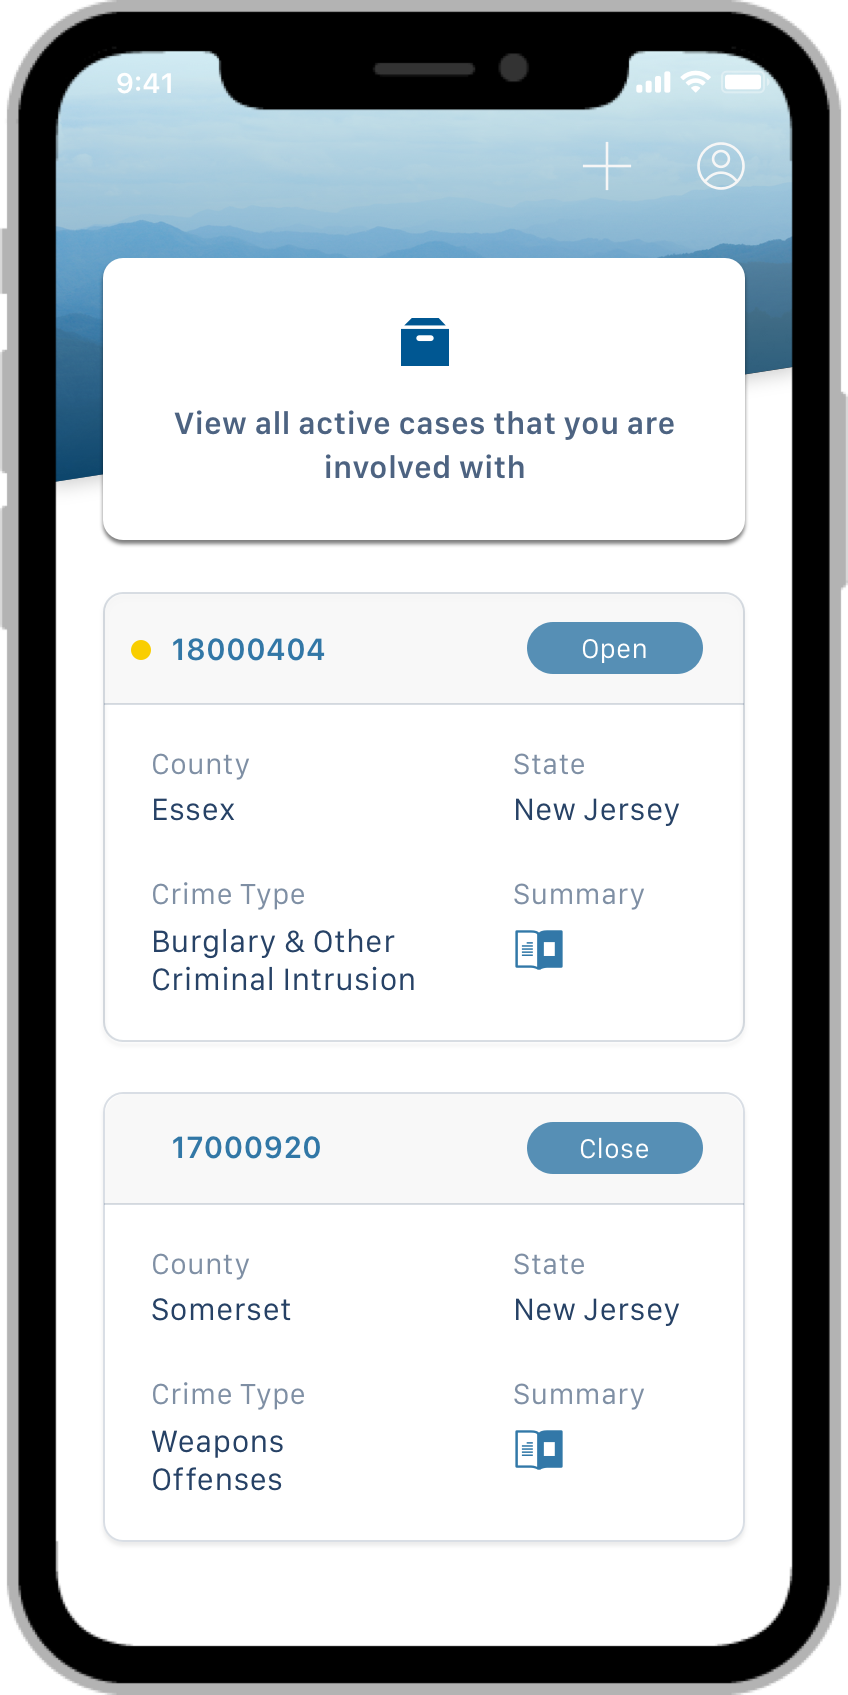 9:41
View all active cases that you are
involved with
18000404
Open
County
State
Essex
New Jersey
Crime Type
Summary
Burglary & Other
Criminal Intrusion
17000920
Close
County
State
Somerset
New Jersey
Crime Type
Summary
Weapons
Offenses